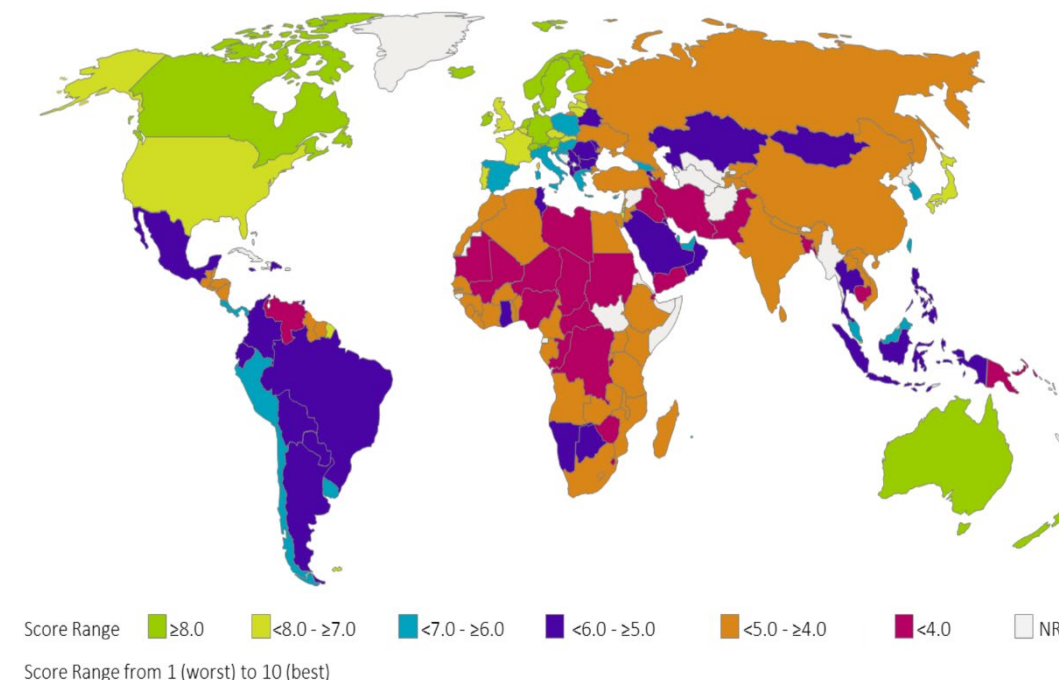 Score Range ≥8.0 <8.0 - ≥7.0 <7.0 - ≥6.0 <6.0 - ≥5.0 <5.0 - ≥4.0 <4.0 NR
Score Range from 1 (worst) to 10 (best)